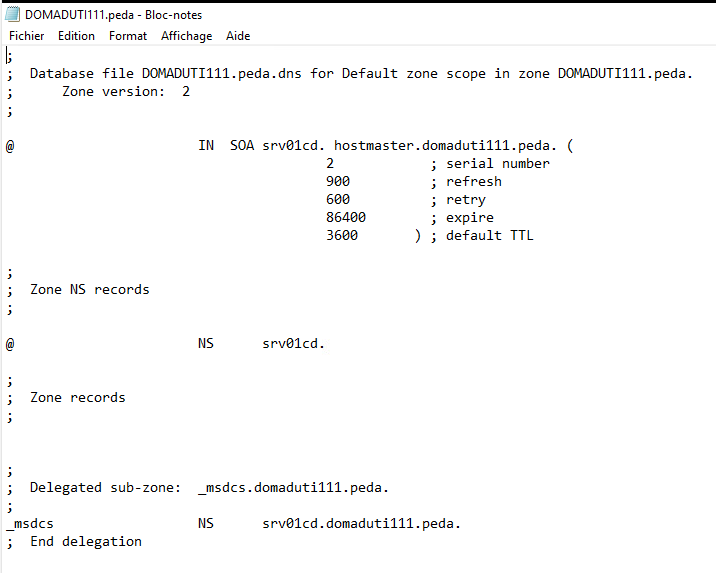 DOMADUTI111.peda - Bloc-notes
Fichier Edition Format Affichage Aide
;
; Database file DOMADUTI111.peda.dns for Default zone scope in zone DOMADUTI111.peda.
; Zone version: 2
;
@ IN SOA srv01cd. hostmaster.domaduti111.peda. (
2 ; serial number
900 ; refresh
600 ; retry
86400 ; expire
3600 ) ; default TTL
;
; Zone NS records
;
@ NS srv01cd.
;
; Zone records
;
;
; Delegated sub-zone: _msdcs.domaduti111.peda.
;
_msdcs NS srv01cd.domaduti111.peda.
; End delegation